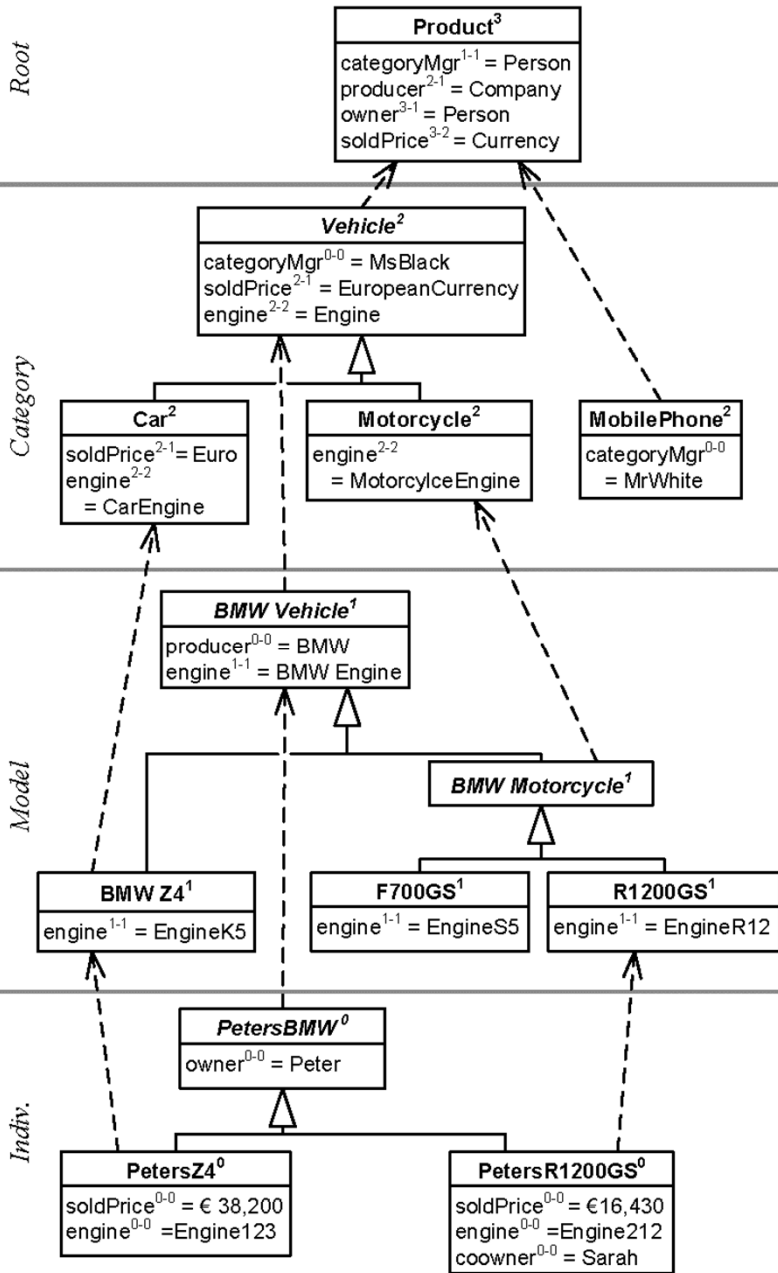 Root
Product³
categoryMgr¹⁻¹ = Person
producer²⁻¹ = Company
owner³⁻¹ = Person
soldPrice³⁻² = Currency
Category
Vehicle²
categoryMgr⁰⁻⁰ = MsBlack
soldPrice²⁻¹ = EuropeanCurrency
engine²⁻² = Engine
Car²
soldPrice²⁻¹= Euro
engine²⁻²
= CarEngine
Motorcycle²
engine²⁻²
= MotorcylceEngine
MobilePhone²
categoryMgr⁰⁻⁰
= MrWhite
Model
BMW Vehicle¹
producer⁰⁻⁰ = BMW
engine¹⁻¹ = BMW Engine
BMW Motorcycle¹
BMW Z4¹
engine¹⁻¹ = EngineK5
F700GS¹
engine¹⁻¹ = EngineS5
R1200GS¹
engine¹⁻¹ = EngineR12
Indiv.
PetersBMW⁰
owner⁰⁻⁰ = Peter
PetersZ4⁰
soldPrice⁰⁻⁰ = € 38,200
engine⁰⁻⁰ =Engine123
PetersR1200GS⁰
soldPrice⁰⁻⁰ = €16,430
engine⁰⁻⁰ =Engine212
coowner⁰⁻⁰ = Sarah